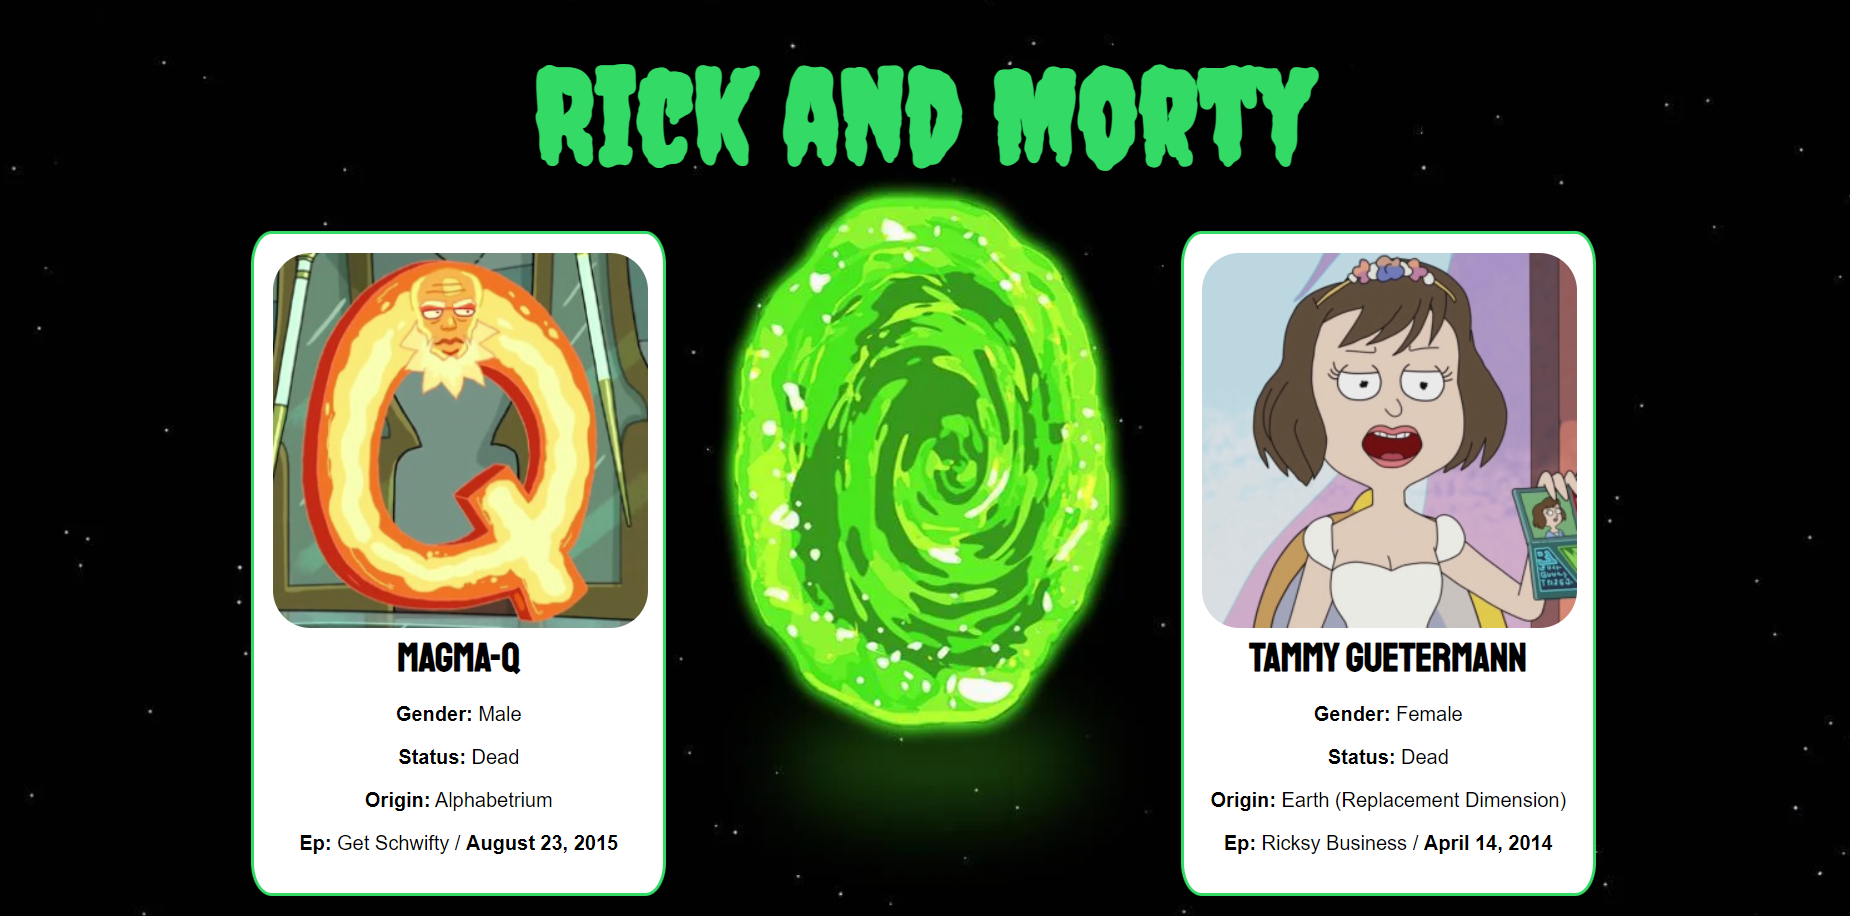 RICK AND MORTY
MAGMA-Q
Gender: Male
Status: Dead
Origin: Alphabetrium
Ep: Get Schwifty / August 23, 2015
TAMMY GUETERMANN
Gender: Female
Status: Dead
Origin: Earth (Replacement Dimension)
Ep: Ricksy Business / April 14, 2014